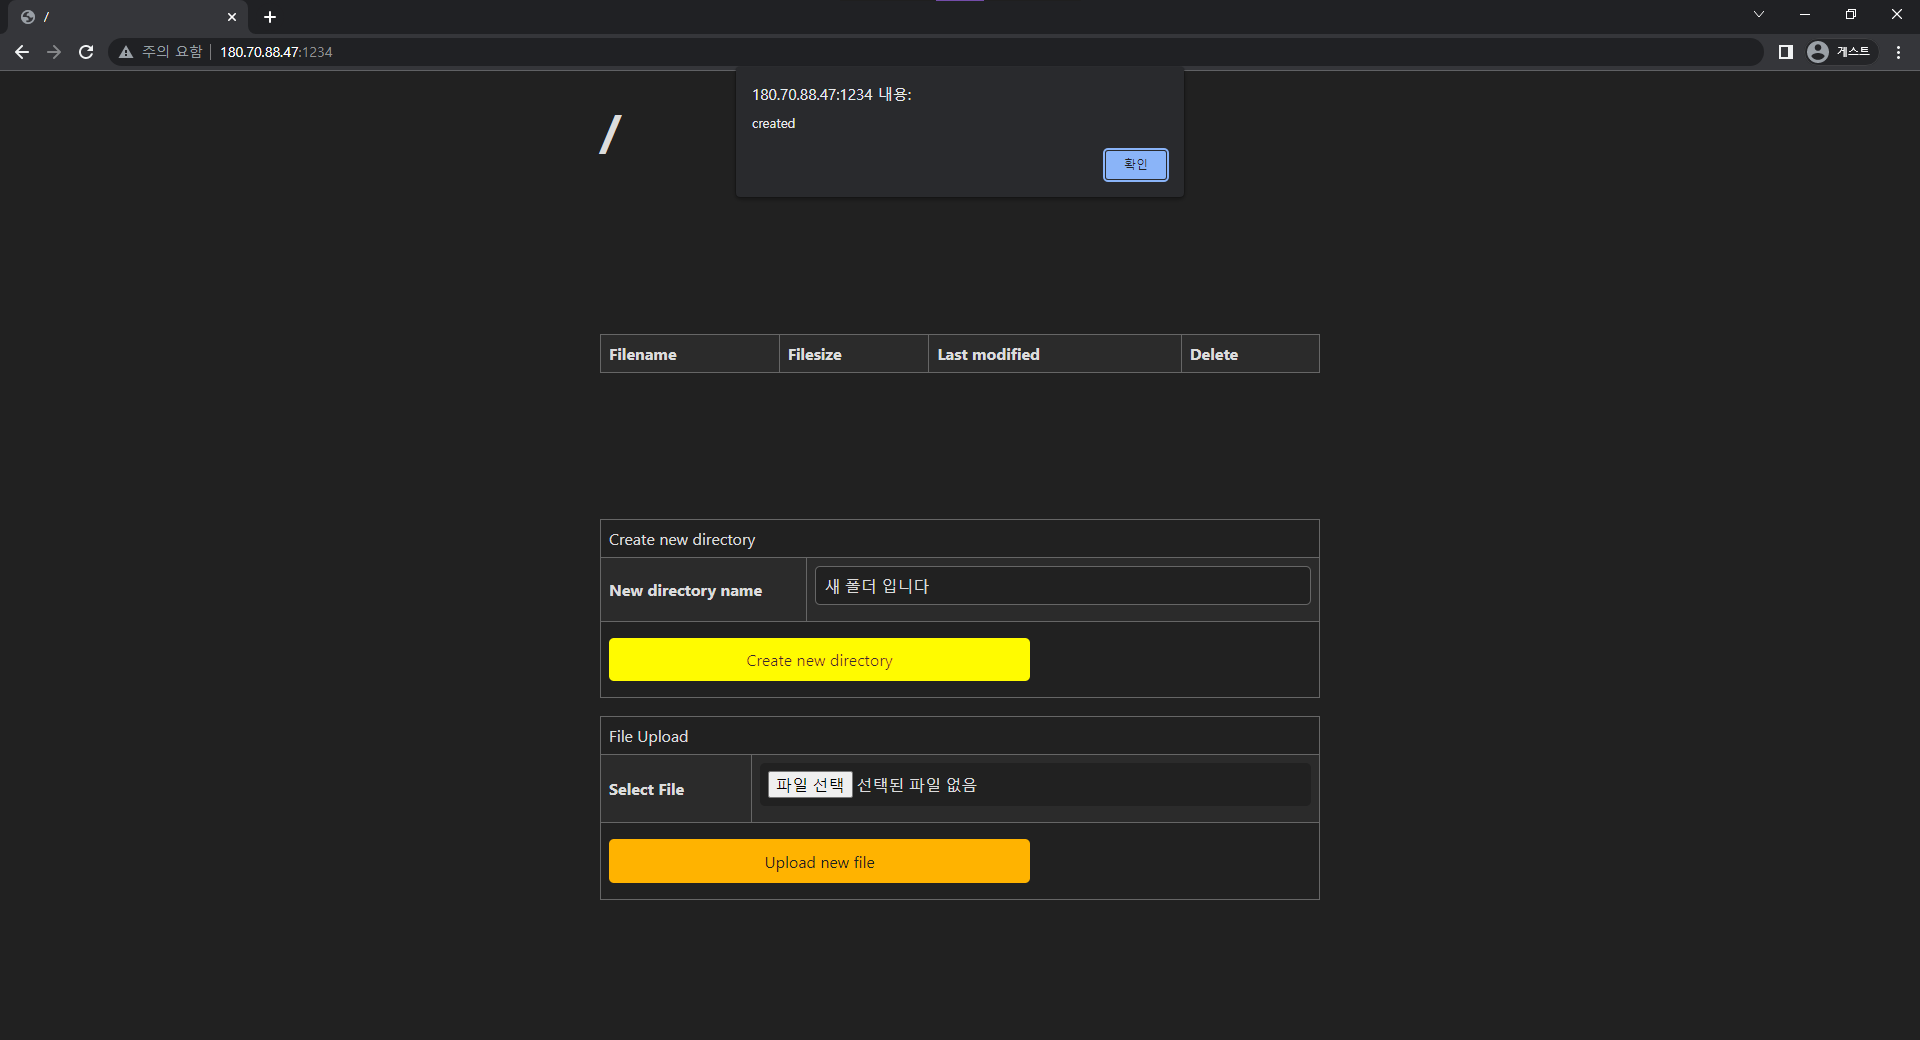 /
주의 요함 180.70.88.47:1234
게스트
180.70.88.47:1234 내용:
created
확인
/
Filename Filesize Last modified Delete
Create new directory
New directory name 새 폴더 입니다
Create new directory
File Upload
Select File 파일 선택 선택된 파일 없음
Upload new file